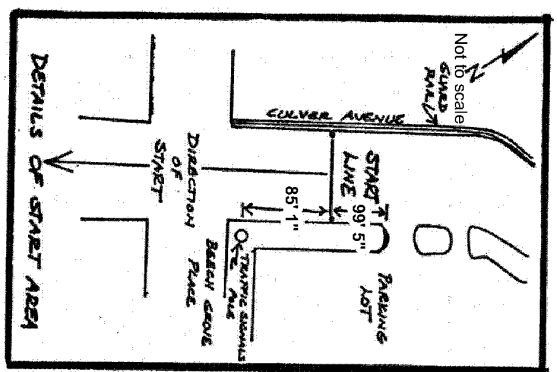 Not to scale
N
GUARD
RAIL
CULVER AVENUE
START
LINE
99' 5"
85' 1"
DIRECTION
OF
START
PARKING
LOT
TRAFFIC SIGNALS
POLE
BEECH GROVE
PLACE
DETAILS OF START AREA